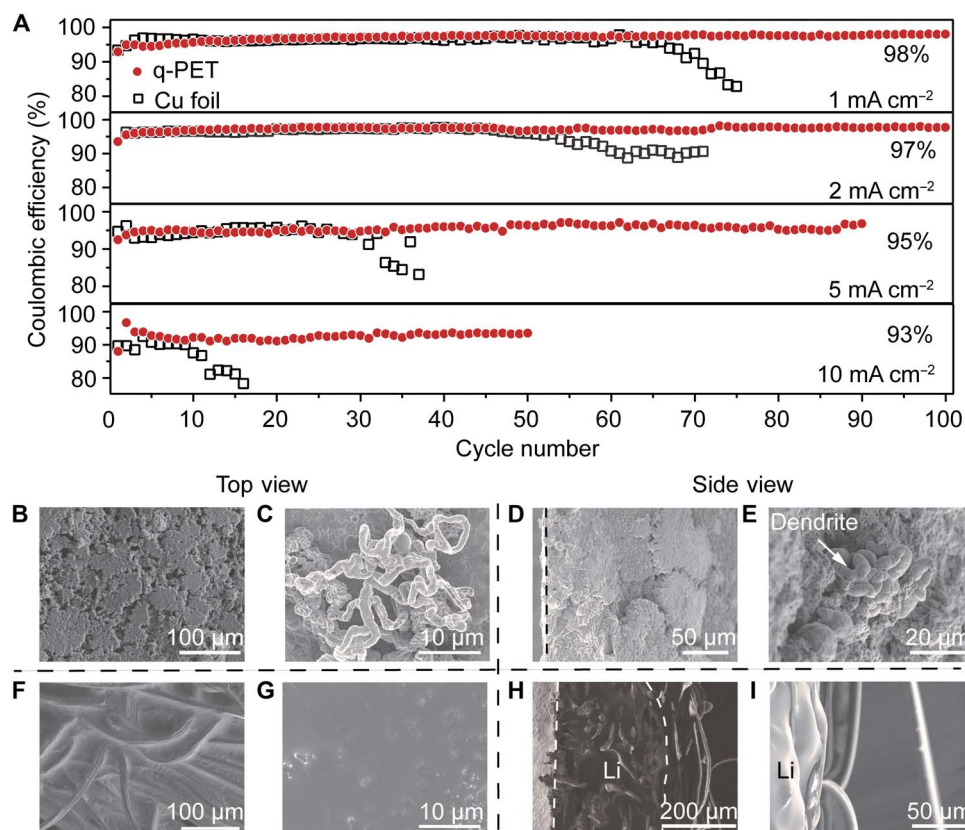 A
Coulombic efficiency (%)
100
90
80
q-PET
Cu foil
98%
1 mA cm⁻²
100
90
97%
2 mA cm⁻²
100
90
80
95%
5 mA cm⁻²
100
90
80
93%
10 mA cm⁻²
0 10 20 30 40 50 60 70 80 90 100
Cycle number
Top view
Side view
B
100 µm
C
10 µm
D
50 µm
E
Dendrite
20 µm
F
100 µm
G
10 µm
H
Li
200 µm
I
Li
50 µm